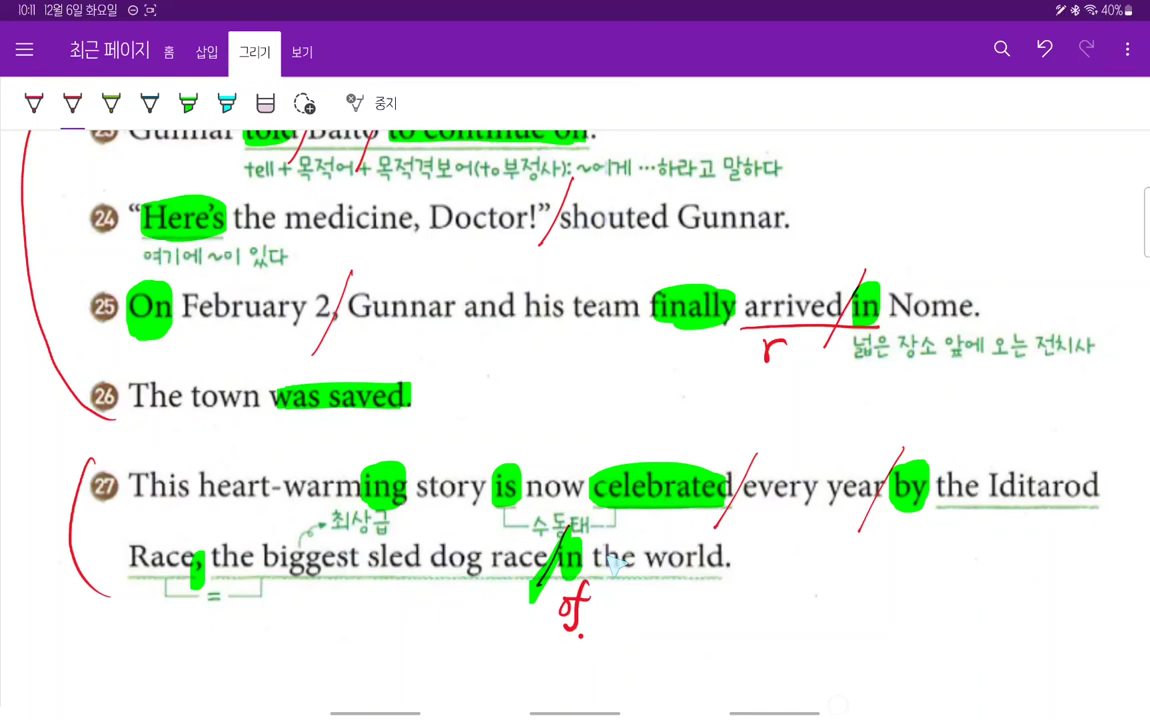 10:11 12월 6일 화요일 40%
최근 페이지 홈 삽입 그리기 보기
중지
23 Gunnar told Balto to continue on.
tell + 목적어 + 목적격보어(to부정사): ~에게 …하라고 말하다
24 “Here’s the medicine, Doctor!” shouted Gunnar.
여기에 ~이 있다
25 On February 2, Gunnar and his team finally arrived in Nome.
r 넓은 장소 앞에 오는 전치사
26 The town was saved.
27 This heart-warming story is now celebrated every year by the Iditarod
최상급 수동태
Race, the biggest sled dog race in the world.
=
of.